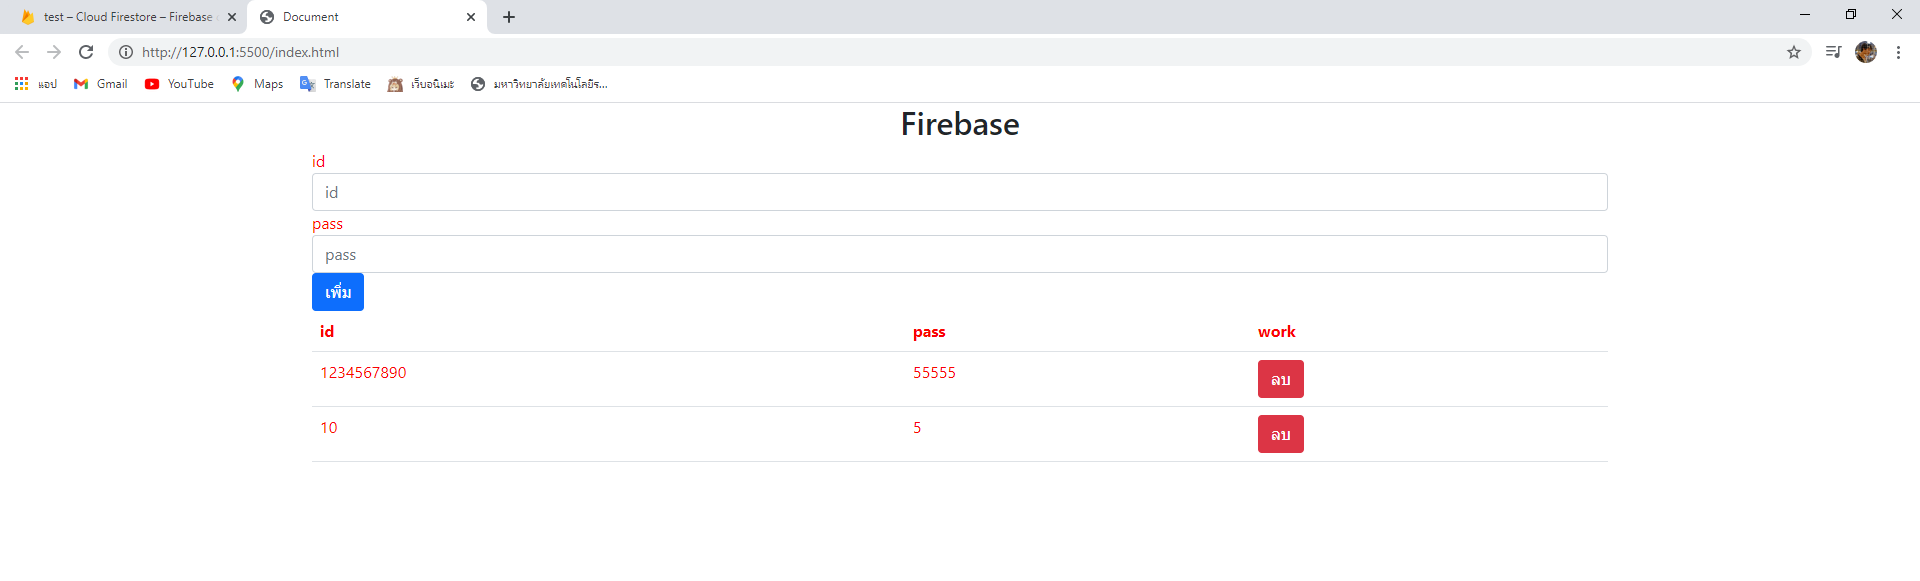 test – Cloud Firestore – Firebase
Document
http://127.0.0.1:5500/index.html
แอป Gmail YouTube Maps Translate เว็บอนิเมะ มหาวิทยาลัยเทคโนโลยีร...
Firebase
id
id
pass
pass
เพิ่ม
id pass work
1234567890 55555 ลบ
10 5 ลบ